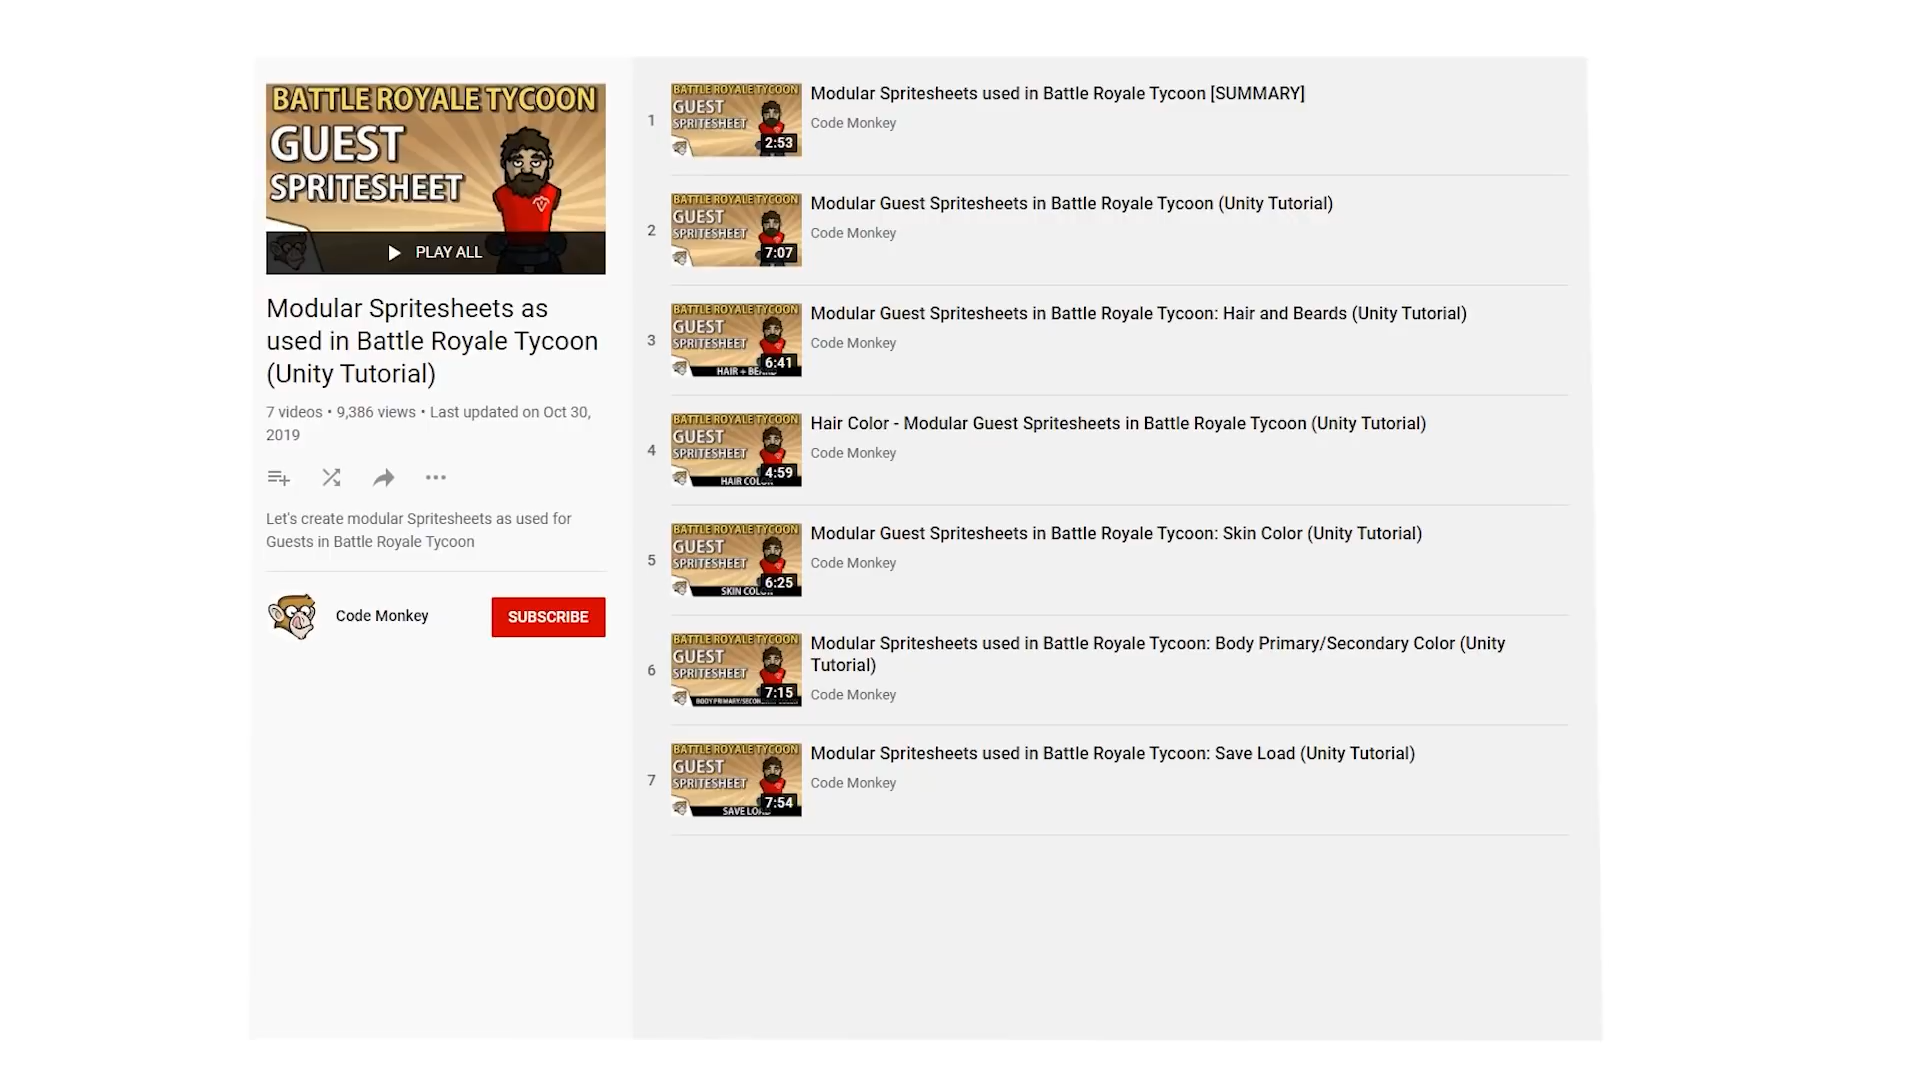 BATTLE ROYALE TYCOON
GUEST
SPRITESHEET
PLAY ALL
Modular Spritesheets as
used in Battle Royale Tycoon
(Unity Tutorial)
7 videos • 9,386 views • Last updated on Oct 30,
2019
Let's create modular Spritesheets as used for
Guests in Battle Royale Tycoon
Code Monkey
SUBSCRIBE
1
BATTLE ROYALE TYCOON
GUEST
SPRITESHEET
2:53
Modular Spritesheets used in Battle Royale Tycoon [SUMMARY]
Code Monkey
2
BATTLE ROYALE TYCOON
GUEST
SPRITESHEET
7:07
Modular Guest Spritesheets in Battle Royale Tycoon (Unity Tutorial)
Code Monkey
3
BATTLE ROYALE TYCOON
GUEST
SPRITESHEET
6:41
HAIR +
Modular Guest Spritesheets in Battle Royale Tycoon: Hair and Beards (Unity Tutorial)
Code Monkey
4
BATTLE ROYALE TYCOON
GUEST
SPRITESHEET
4:59
HAIR
Hair Color - Modular Guest Spritesheets in Battle Royale Tycoon (Unity Tutorial)
Code Monkey
5
BATTLE ROYALE TYCOON
GUEST
SPRITESHEET
6:25
SKIN
Modular Guest Spritesheets in Battle Royale Tycoon: Skin Color (Unity Tutorial)
Code Monkey
6
BATTLE ROYALE TYCOON
GUEST
SPRITESHEET
7:15
BODY
Modular Spritesheets used in Battle Royale Tycoon: Body Primary/Secondary Color (Unity
Tutorial)
Code Monkey
7
BATTLE ROYALE TYCOON
GUEST
SPRITESHEET
7:54
SAVE
Modular Spritesheets used in Battle Royale Tycoon: Save Load (Unity Tutorial)
Code Monkey